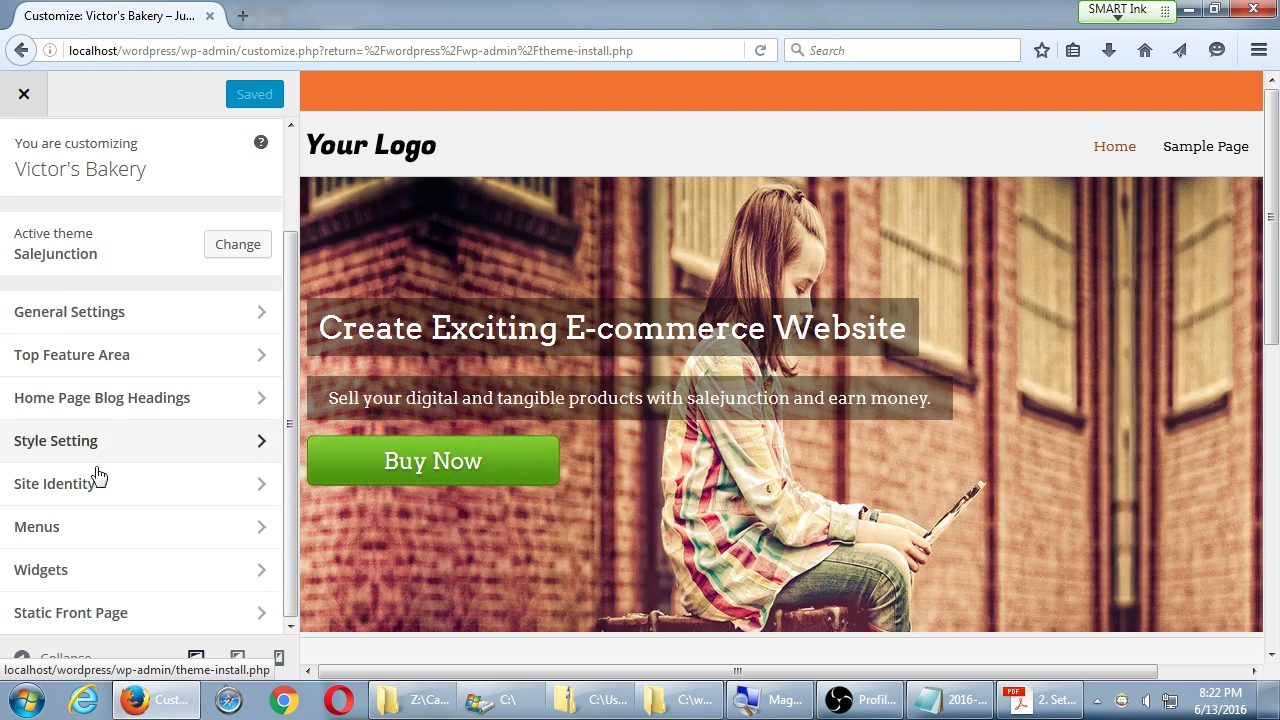 Customize: Victor's Bakery – Ju...
SMART Ink
localhost/wordpress/wp-admin/customize.php?return=%2Fwordpress%2Fwp-admin%2Ftheme-install.php
Search
Saved
You are customizing
Victor's Bakery
Active theme
SaleJunction
Change
General Settings
Top Feature Area
Home Page Blog Headings
Style Setting
Site Identity
Menus
Widgets
Static Front Page
Collapse
localhost/wordpress/wp-admin/theme-install.php
Your Logo
Home
Sample Page
Create Exciting E-commerce Website
Sell your digital and tangible products with salejunction and earn money.
Buy Now
Cust...
Z:\Ca...
C:\
C:\Us...
C:\w...
Mag...
Profil...
2016-...
PDF
2. Set...
8:22 PM
6/13/2016